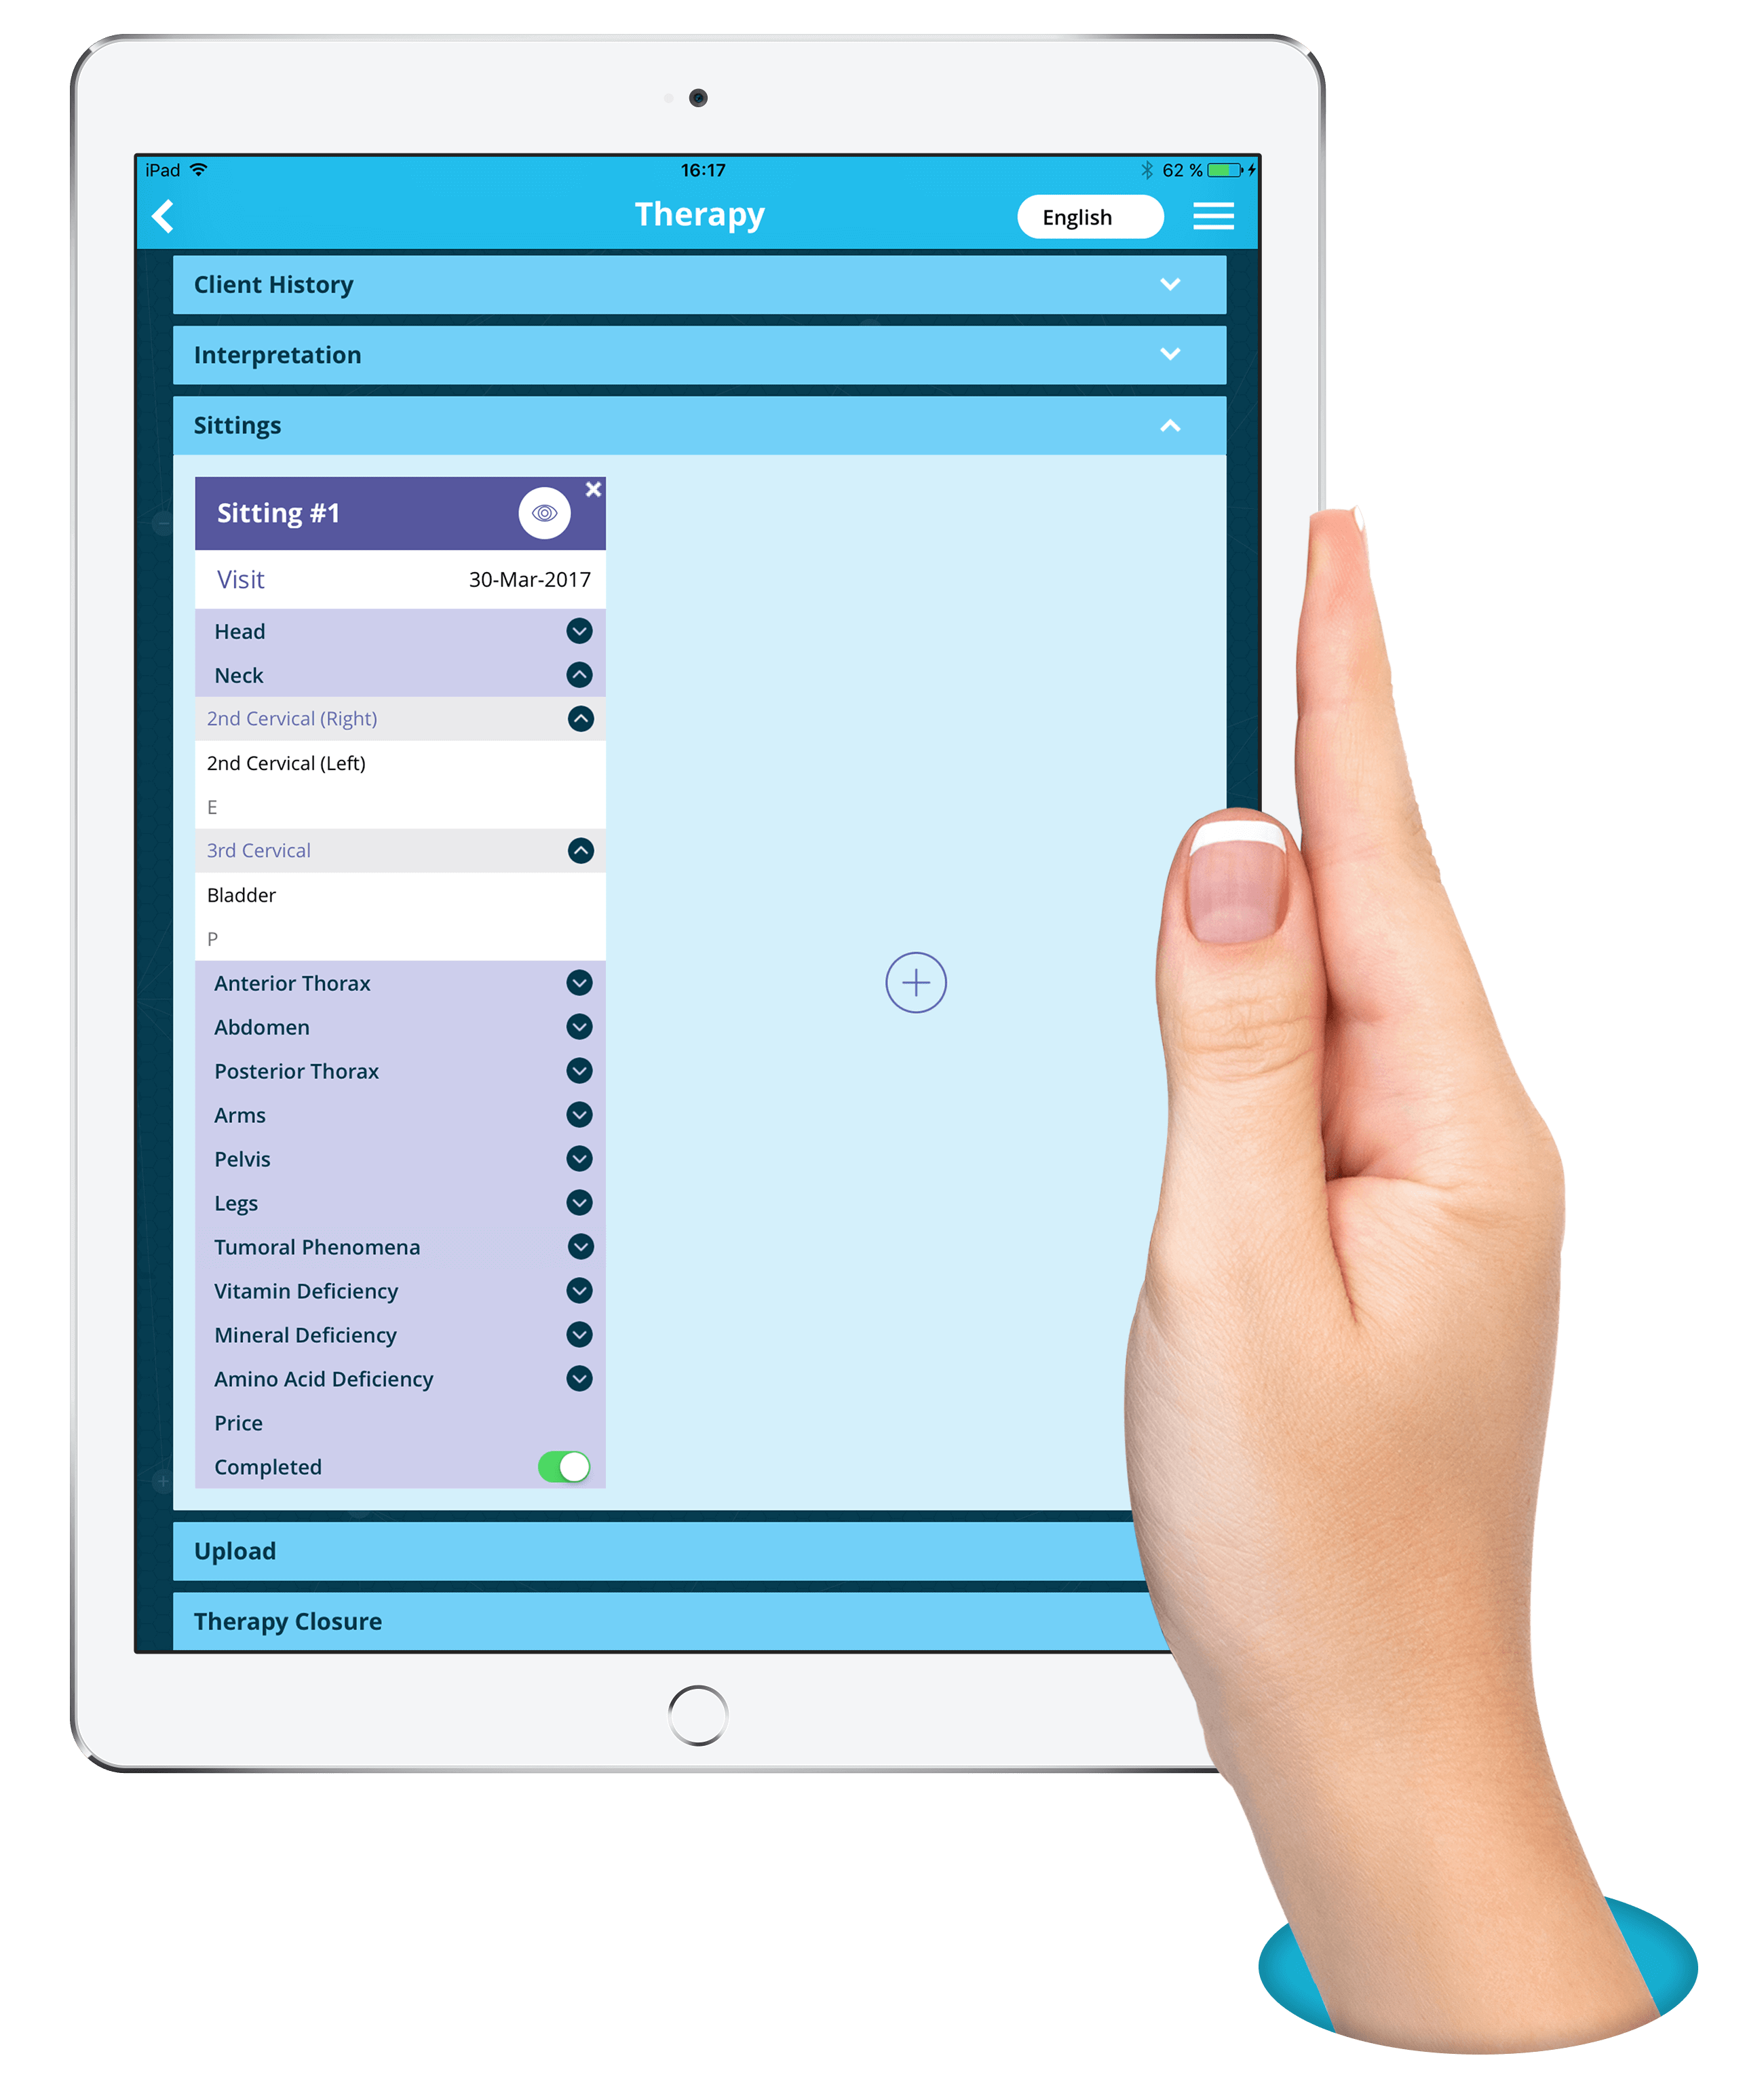 iPad 16:17 62 %
Therapy English
Client History
Interpretation
Sittings
Sitting #1
Visit 30-Mar-2017
Head
Neck
2nd Cervical (Right)
2nd Cervical (Left)
E
3rd Cervical
Bladder
P
Anterior Thorax
Abdomen
Posterior Thorax
Arms
Pelvis
Legs
Tumoral Phenomena
Vitamin Deficiency
Mineral Deficiency
Amino Acid Deficiency
Price
Completed
Upload
Therapy Closure